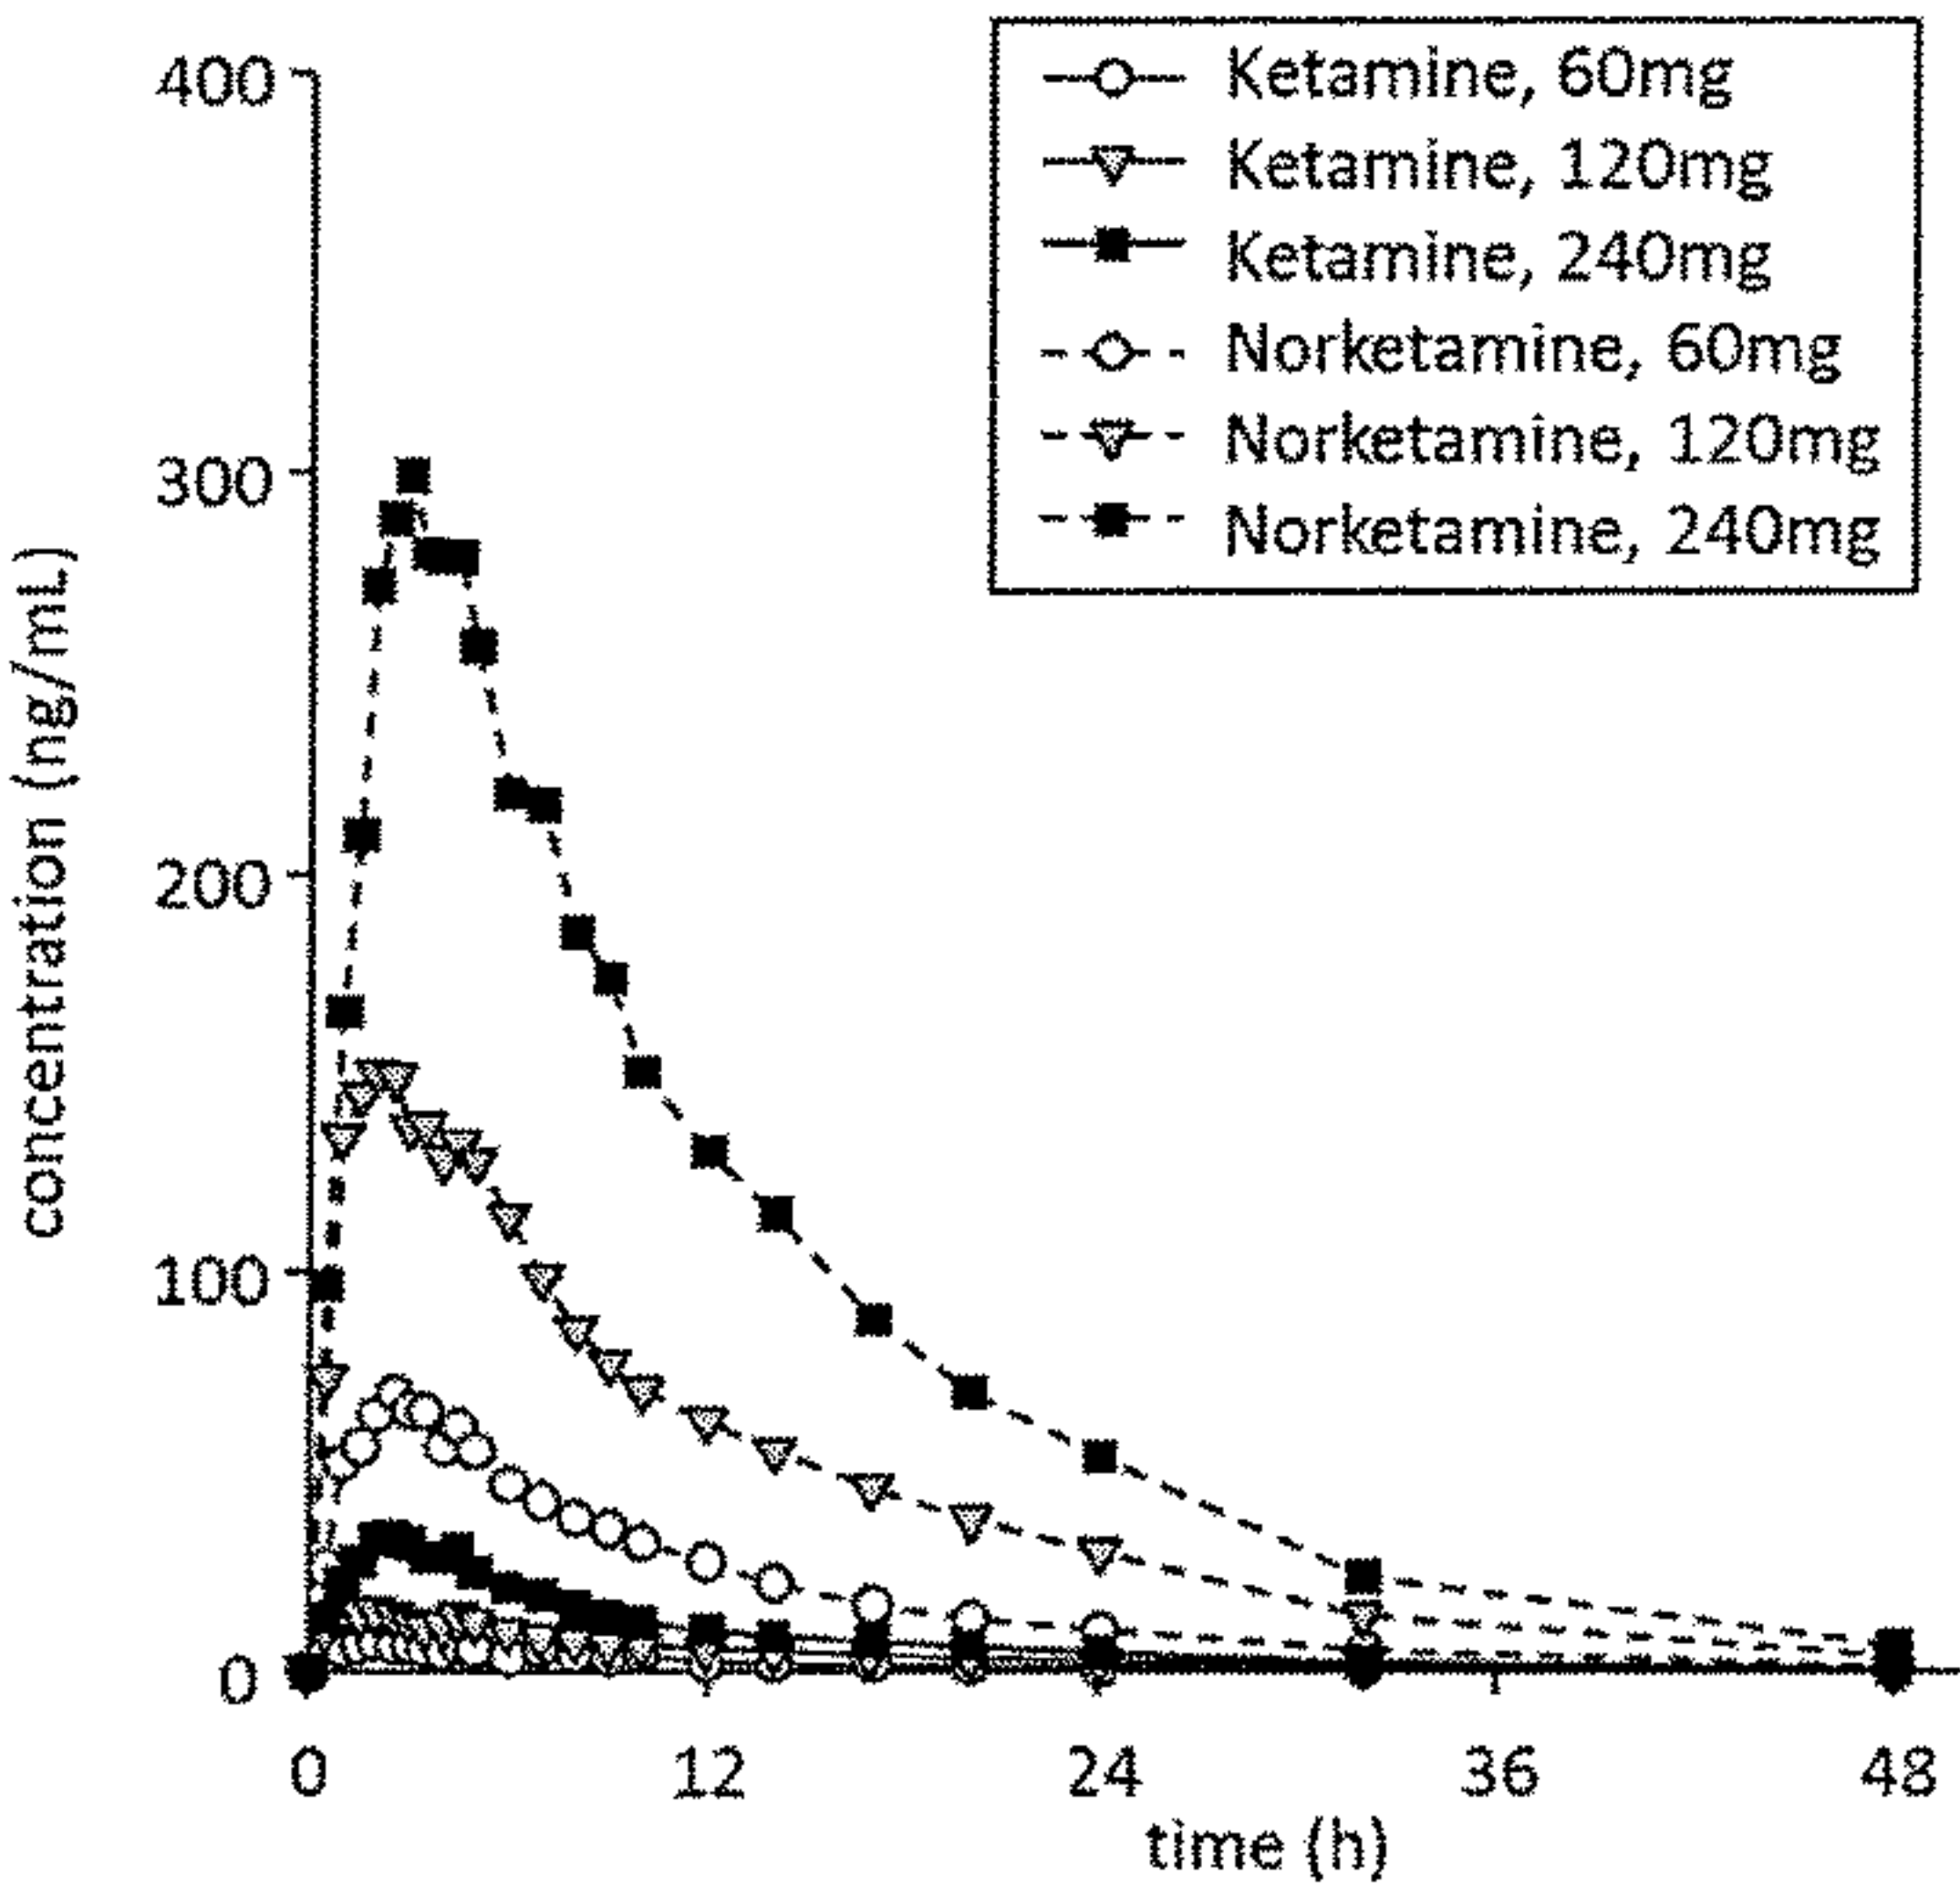 400
300
200
100
0
concentration (ng/mL)
Ketamine, 60mg
Ketamine, 120mg
Ketamine, 240mg
Norketamine, 60mg
Norketamine, 120mg
Norketamine, 240mg
0 12 24 36 48
time (h)